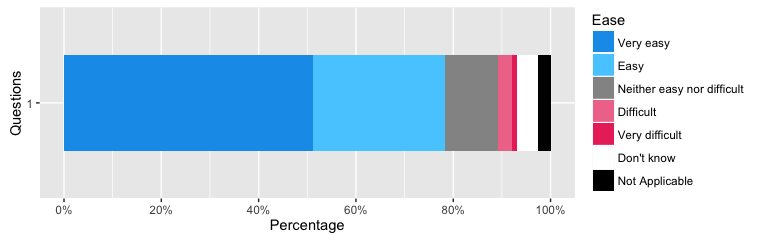 Ease
Very easy
Easy
Neither easy nor difficult
Difficult
Very difficult
Don't know
Not Applicable
Questions
1
0%
20%
40%
60%
80%
100%
Percentage